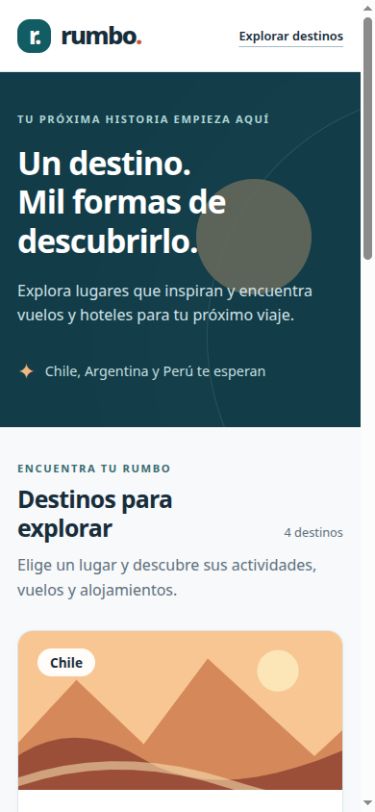 r. rumbo.
Explorar destinos
TU PRÓXIMA HISTORIA EMPIEZA AQUÍ
Un destino.
Mil formas de
descubrirlo.
Explora lugares que inspiran y encuentra
vuelos y hoteles para tu próximo viaje.
Chile, Argentina y Perú te esperan
ENCUENTRA TU RUMBO
Destinos para
explorar
4 destinos
Elige un lugar y descubre sus actividades,
vuelos y alojamientos.
Chile